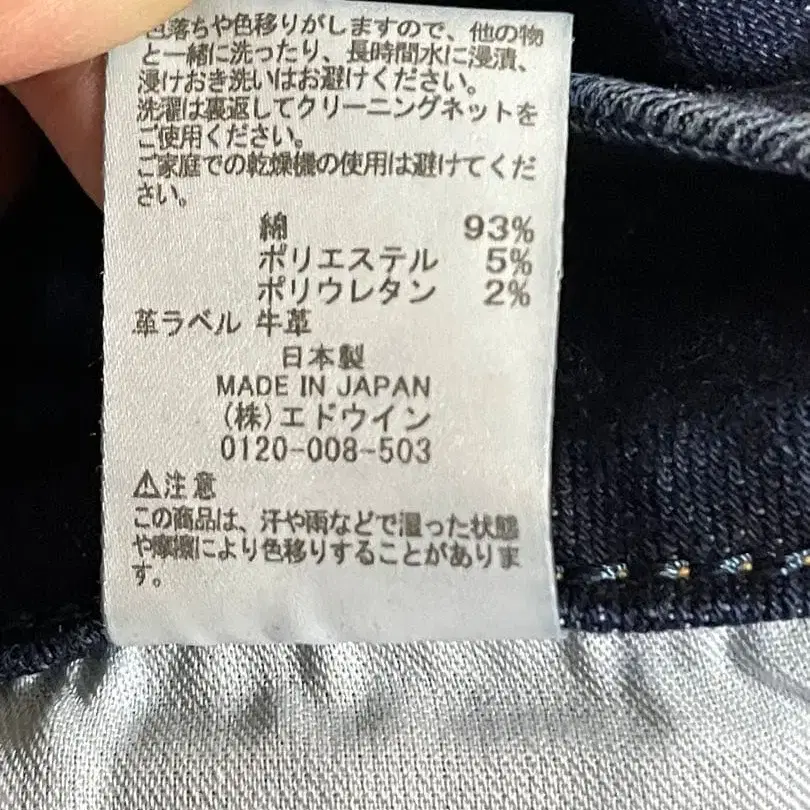 色落ちや色移りがしますので、他の物
と一緒に洗ったり、長時間水に浸漬、
浸けおき洗いはお避けください。
洗濯は裏返してクリーニングネットを
ご使用ください。
ご家庭での乾燥機の使用は避けてくだ
さい。
綿 93%
ポリエステル 5%
ポリウレタン 2%
革ラベル 牛革
日本製
MADE IN JAPAN
(株)エドウイン
0120-008-503
⚠注意
この商品は、汗や雨などで湿った状態
や摩擦により色移りすることがありま
す。